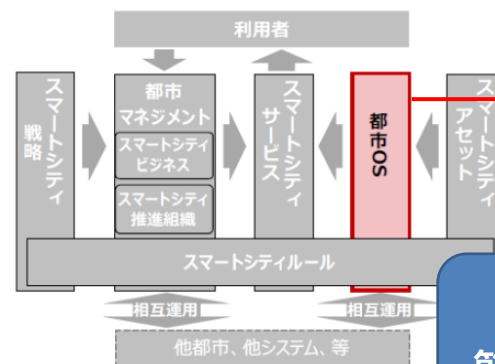 利用者
スマートシティ
戦略
都市
マネジメント
スマートシティ
ビジネス
スマートシティ
推進組織
スマートシティ
サービス
都市OS
スマートシティ
アセット
スマートシティルール
相互運用
相互運用
他都市、他システム、等